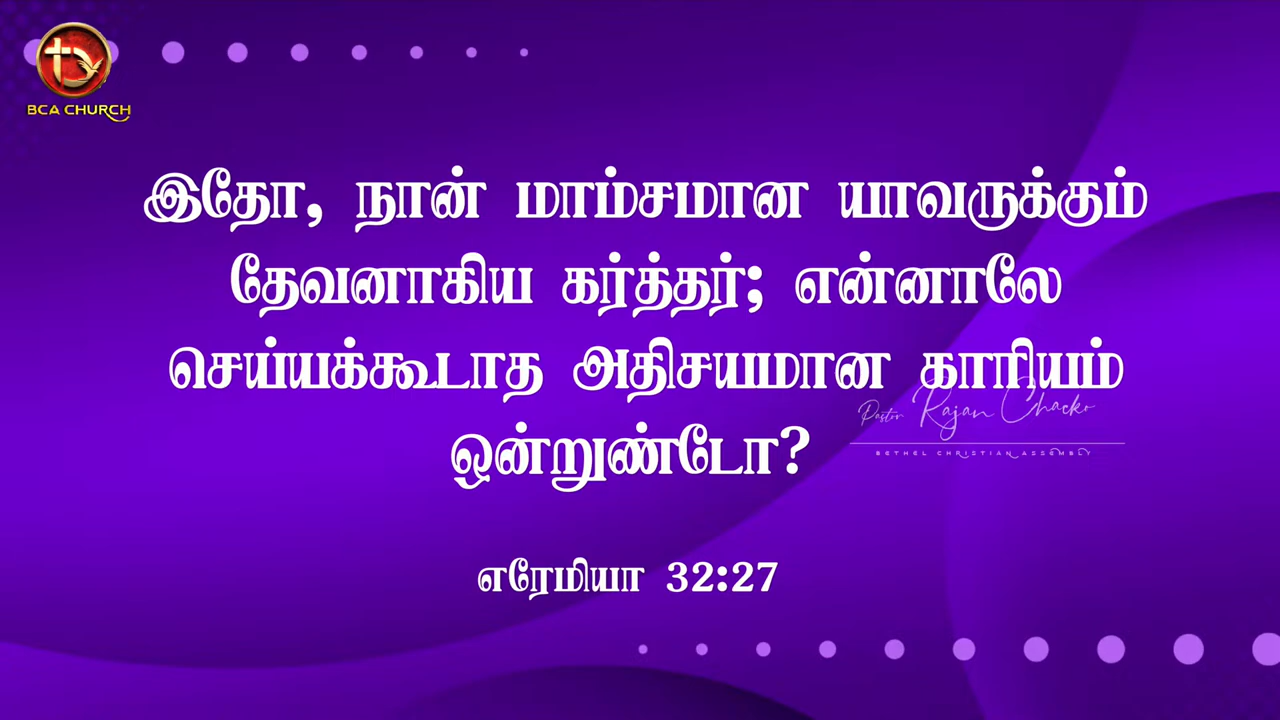 BCA CHURCH
இதோ, நான் மாம்சமான யாவருக்கும்
தேவனாகிய கர்த்தர்; என்னாலே
செய்யக்கூடாத அதிசயமான காரியம்
ஒன்றுண்டோ?
Pastor Rajan Chacko
BETHEL CHRISTIAN ASSEMBLY
எரேமியா 32:27